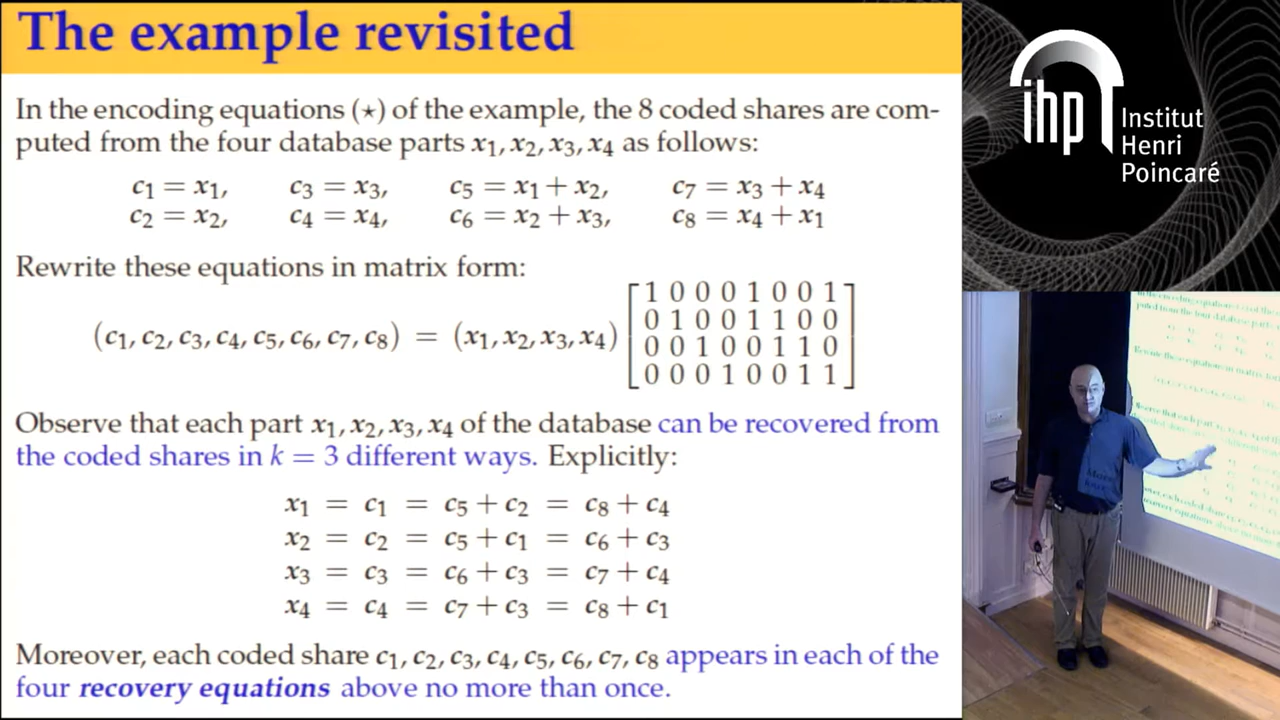 The example revisited
In the encoding equations (⋆) of the example, the 8 coded shares are com-
puted from the four database parts x₁, x₂, x₃, x₄ as follows:
c₁ = x₁, c₃ = x₃, c₅ = x₁ + x₂, c₇ = x₃ + x₄
c₂ = x₂, c₄ = x₄, c₆ = x₂ + x₃, c₈ = x₄ + x₁
Rewrite these equations in matrix form:
(c₁, c₂, c₃, c₄, c₅, c₆, c₇, c₈) = (x₁, x₂, x₃, x₄)
1 0 0 0 1 0 0 1
0 1 0 0 1 1 0 0
0 0 1 0 0 1 1 0
0 0 0 1 0 0 1 1
Observe that each part x₁, x₂, x₃, x₄ of the database can be recovered from
the coded shares in k = 3 different ways. Explicitly:
x₁ = c₁ = c₅ + c₂ = c₈ + c₄
x₂ = c₂ = c₅ + c₁ = c₆ + c₃
x₃ = c₃ = c₆ + c₃ = c₇ + c₄
x₄ = c₄ = c₇ + c₃ = c₈ + c₁
Moreover, each coded share c₁, c₂, c₃, c₄, c₅, c₆, c₇, c₈ appears in each of the
four recovery equations above no more than once.
ihp
Institut
Henri
Poincaré